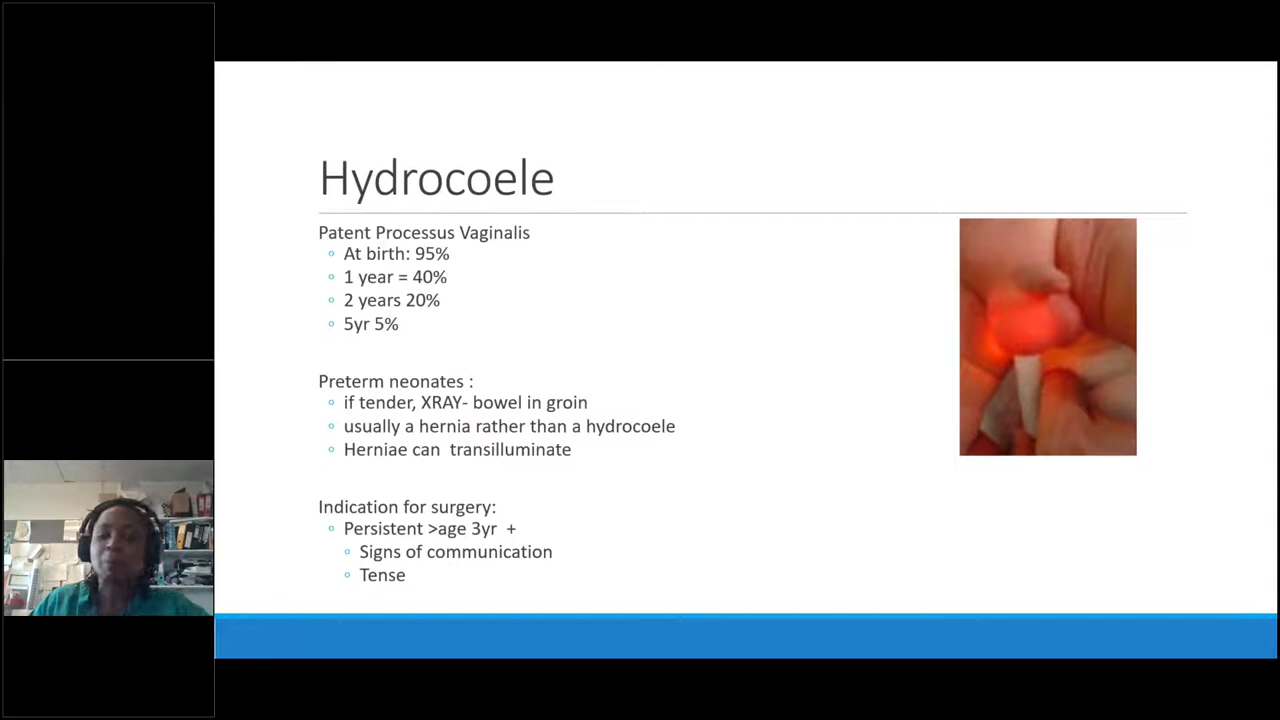 Hydrocoele
Patent Processus Vaginalis
At birth: 95%
1 year = 40%
2 years 20%
5yr 5%
Preterm neonates :
if tender, XRAY- bowel in groin
usually a hernia rather than a hydrocoele
Herniae can  transilluminate
Indication for surgery:
Persistent >age 3yr  +
Signs of communication
Tense